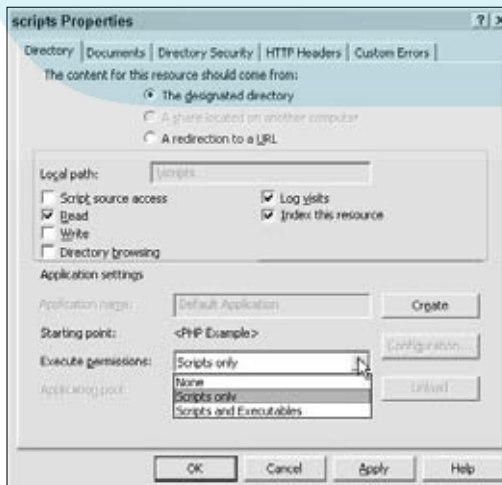 scripts Properties
Directory Documents Directory Security HTTP Headers Custom Errors
The content for this resource should come from:
The designated directory
A share located on another computer
A redirection to a URL
Local path: \scripts
Script source access Log visits
Read Index this resource
Write
Directory browsing
Application settings
Application name: Default Application Create
Starting point: <PHP Example>
Configuration...
Execute permissions: Scripts only
None
Application pool: Scripts only Unload
Scripts and Executables
OK Cancel Apply Help